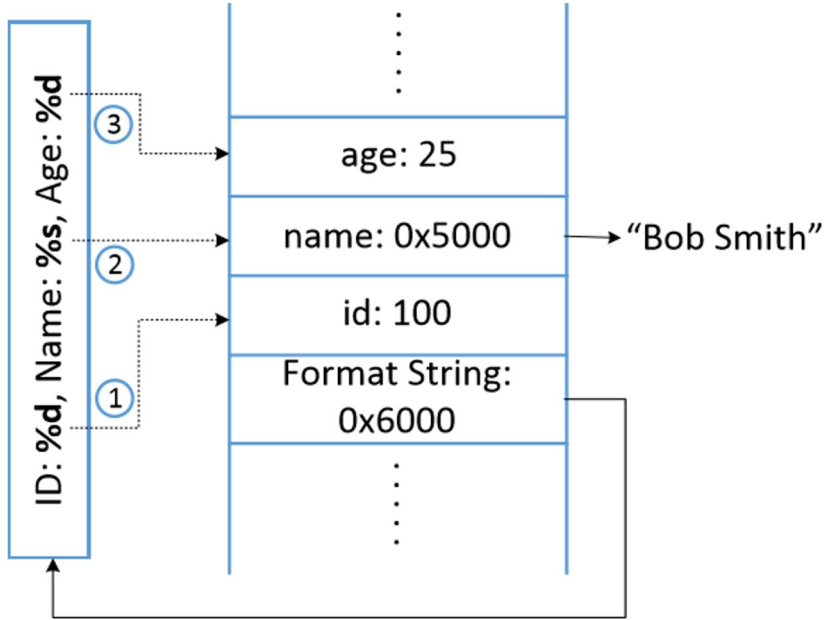 ID: %d, Name: %s, Age: %d
3
age: 25
2
name: 0x5000
“Bob Smith”
id: 100
1
Format String:
0x6000